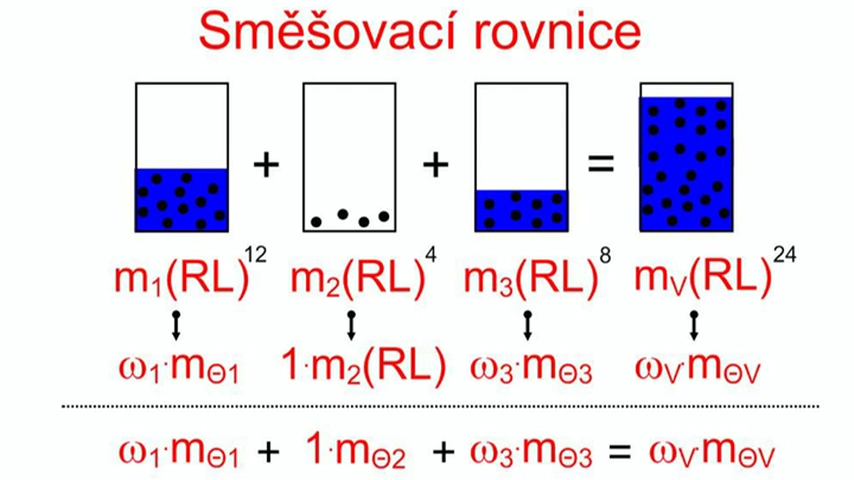 Směšovací rovnice
+ + =
m₁(RL)¹² m₂(RL)⁴ m₃(RL)⁸ mᵥ(RL)²⁴
ω₁·mΘ₁ 1·m₂(RL) ω₃·mΘ₃ ωᵥ·mΘV
ω₁·mΘ₁ + 1·mΘ₂ + ω₃·mΘ₃ = ωᵥ·mΘV